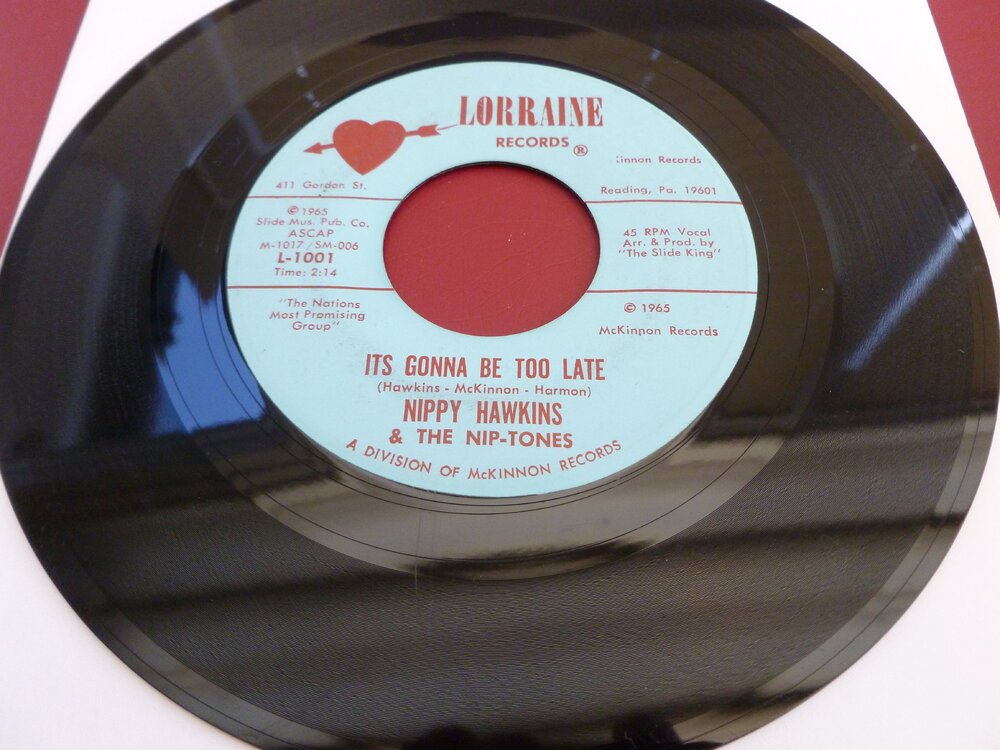 LORRAINE
RECORDS ®
411 Gordon St.
innon Records
Reading, Pa. 19601
© 1965
Slide Mus. Pub. Co.
ASCAP
M-1017/SM-006
L-1001
Time: 2:14
45 RPM Vocal
Arr. & Prod. by
"The Slide King"
"The Nations
Most Promising
Group"
© 1965
McKinnon Records
ITS GONNA BE TOO LATE
(Hawkins - McKinnon - Harmon)
NIPPY HAWKINS
& THE NIP-TONES
A DIVISION OF McKINNON RECORDS